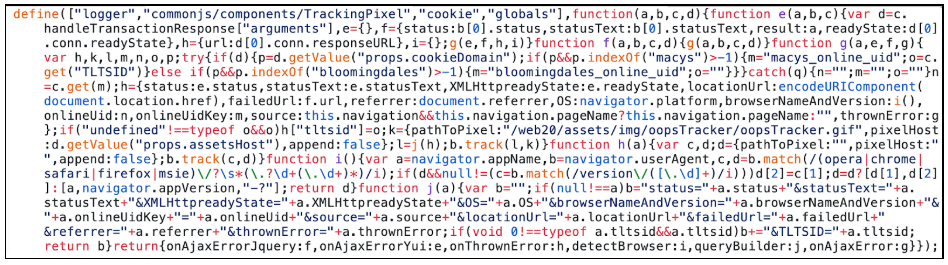 define(["logger","commonjs/components/TrackingPixel","cookie","globals"],function(a,b,c,d){function e(a,b,c){var d=c.
handleTransactionResponse["arguments"],e={},f={status:b[0].status,statusText:b[0].statusText,result:a,readyState:d[0]
.conn.readyState},h={url:d[0].conn.responseURL},i={};g(e,f,h,i)}function f(a,b,c,d){g(a,b,c,d)}function g(a,e,f,g){
var h,k,l,m,n,o,p;try{if(d){p=d.getValue("props.cookieDomain");if(p&&p.indexOf("macys")>-1){m="macys_online_uid";o=c.
get("TLTSID")}else if(p&&p.indexOf("bloomingdales")>-1){m="bloomingdales_online_uid";o=""}}}catch(q){n="";m="";o=""}n
=c.get(m);h={status:e.status,statusText:e.statusText,XMLHttpreadyState:e.readyState,locationUrl:encodeURIComponent
(document.location.href),failedUrl:f.url,referrer:document.referrer,OS:navigator.platform,browserNameAndVersion:i(),
onlineUid:n,onlineUidKey:m,source:this.navigation&&this.navigation.pageName?this.navigation.pageName:"",thrownError:g
};if("undefined"!==typeof o&&o)h["tltsid"]=o;k={pathToPixel:"/web20/assets/img/oopsTracker/oopsTracker.gif",pixelHost
:d.getValue("props.assetsHost"),append:false};l=j(h);b.track(l,k)}function h(a){var c,d;d={pathToPixel:"",pixelHost:"
",append:false};b.track(c,d)}function i(){var a=navigator.appName,b=navigator.userAgent,c,d=b.match(/(opera|chrome|
safari|firefox|msie)\/?\s*(\.?\d+(\.\d+)*)/i);if(d&&null!=(c=b.match(/version\/([\.\d]+)/i)))d[2]=c[1];d=d?[d[1],d[2]
]:[a,navigator.appVersion,"-?"];return d}function j(a){var b="";if(null!==a)b="status="+a.status+"&statusText="+a.
statusText+"&XMLHttpreadyState="+a.XMLHttpreadyState+"&OS="+a.OS+"&browserNameAndVersion="+a.browserNameAndVersion+"&
"+a.onlineUidKey+"="+a.onlineUid+"&source="+a.source+"&locationUrl="+a.locationUrl+"&failedUrl="+a.failedUrl+"
&referrer="+a.referrer+"&thrownError="+a.thrownError;if(void 0!==typeof a.tltsid&&a.tltsid)b+="&TLTSID="+a.tltsid;
return b}return{onAjaxErrorJquery:f,onAjaxErrorYui:e,onThrownError:h,detectBrowser:i,queryBuilder:j,onAjaxError:g}});